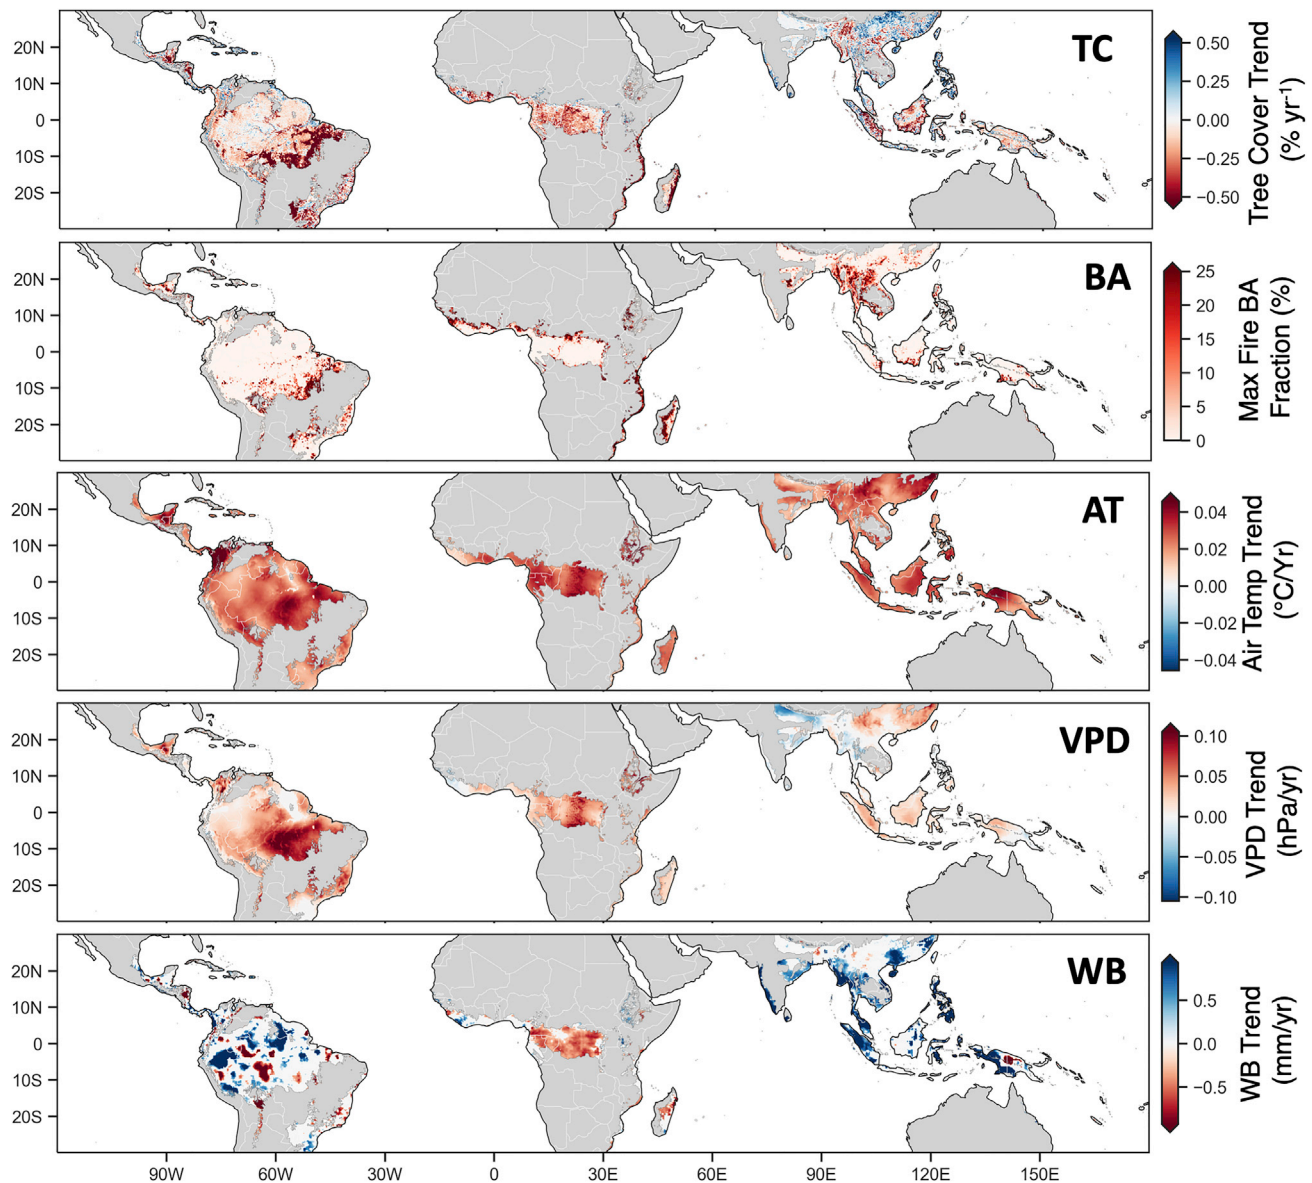 TC
20N
10N
0
10S
20S
0.50
0.25
0.00
−0.25
−0.50
Tree Cover Trend
(% yr⁻¹)
BA
20N
10N
0
10S
20S
25
20
15
10
5
0
Max Fire BA
Fraction (%)
AT
20N
10N
0
10S
20S
0.04
0.02
0.00
−0.02
−0.04
Air Temp Trend
(°C/Yr)
VPD
20N
10N
0
10S
20S
0.10
0.05
0.00
−0.05
−0.10
VPD Trend
(hPa/yr)
WB
20N
10N
0
10S
20S
0.5
0.0
−0.5
WB Trend
(mm/yr)
90W 60W 30W 0 30E 60E 90E 120E 150E